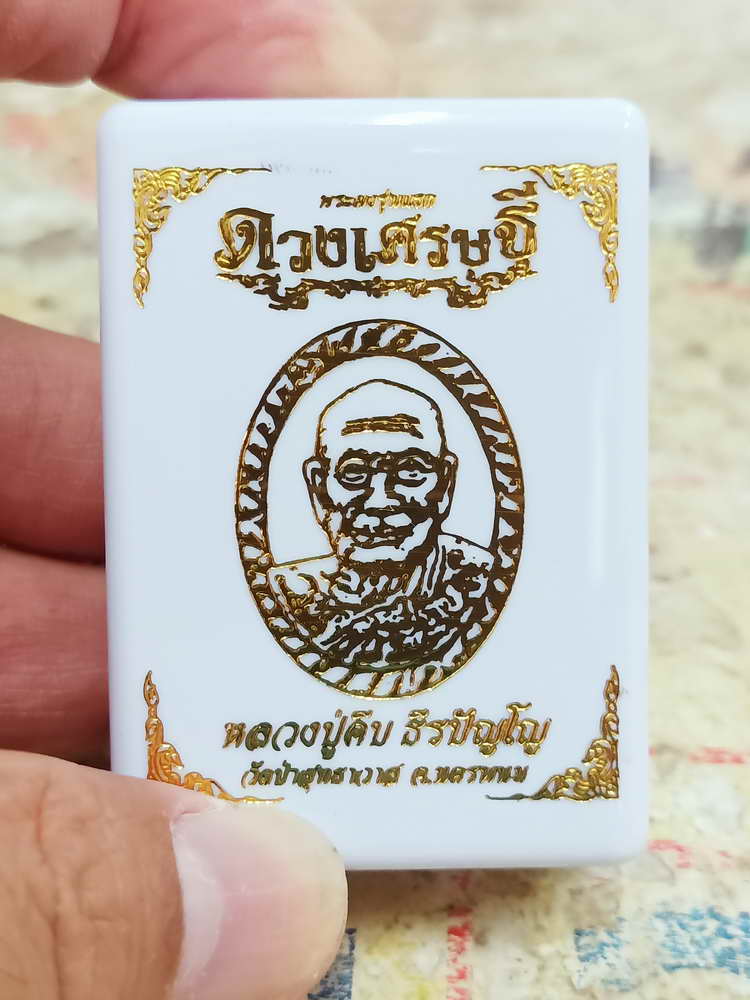 พระผงรุ่นแรก
ดวงเศรษฐี
หลวงปู่คีบ ธีรปัญโญ
วัดป่าสุทธาวาส จ.นครพนม